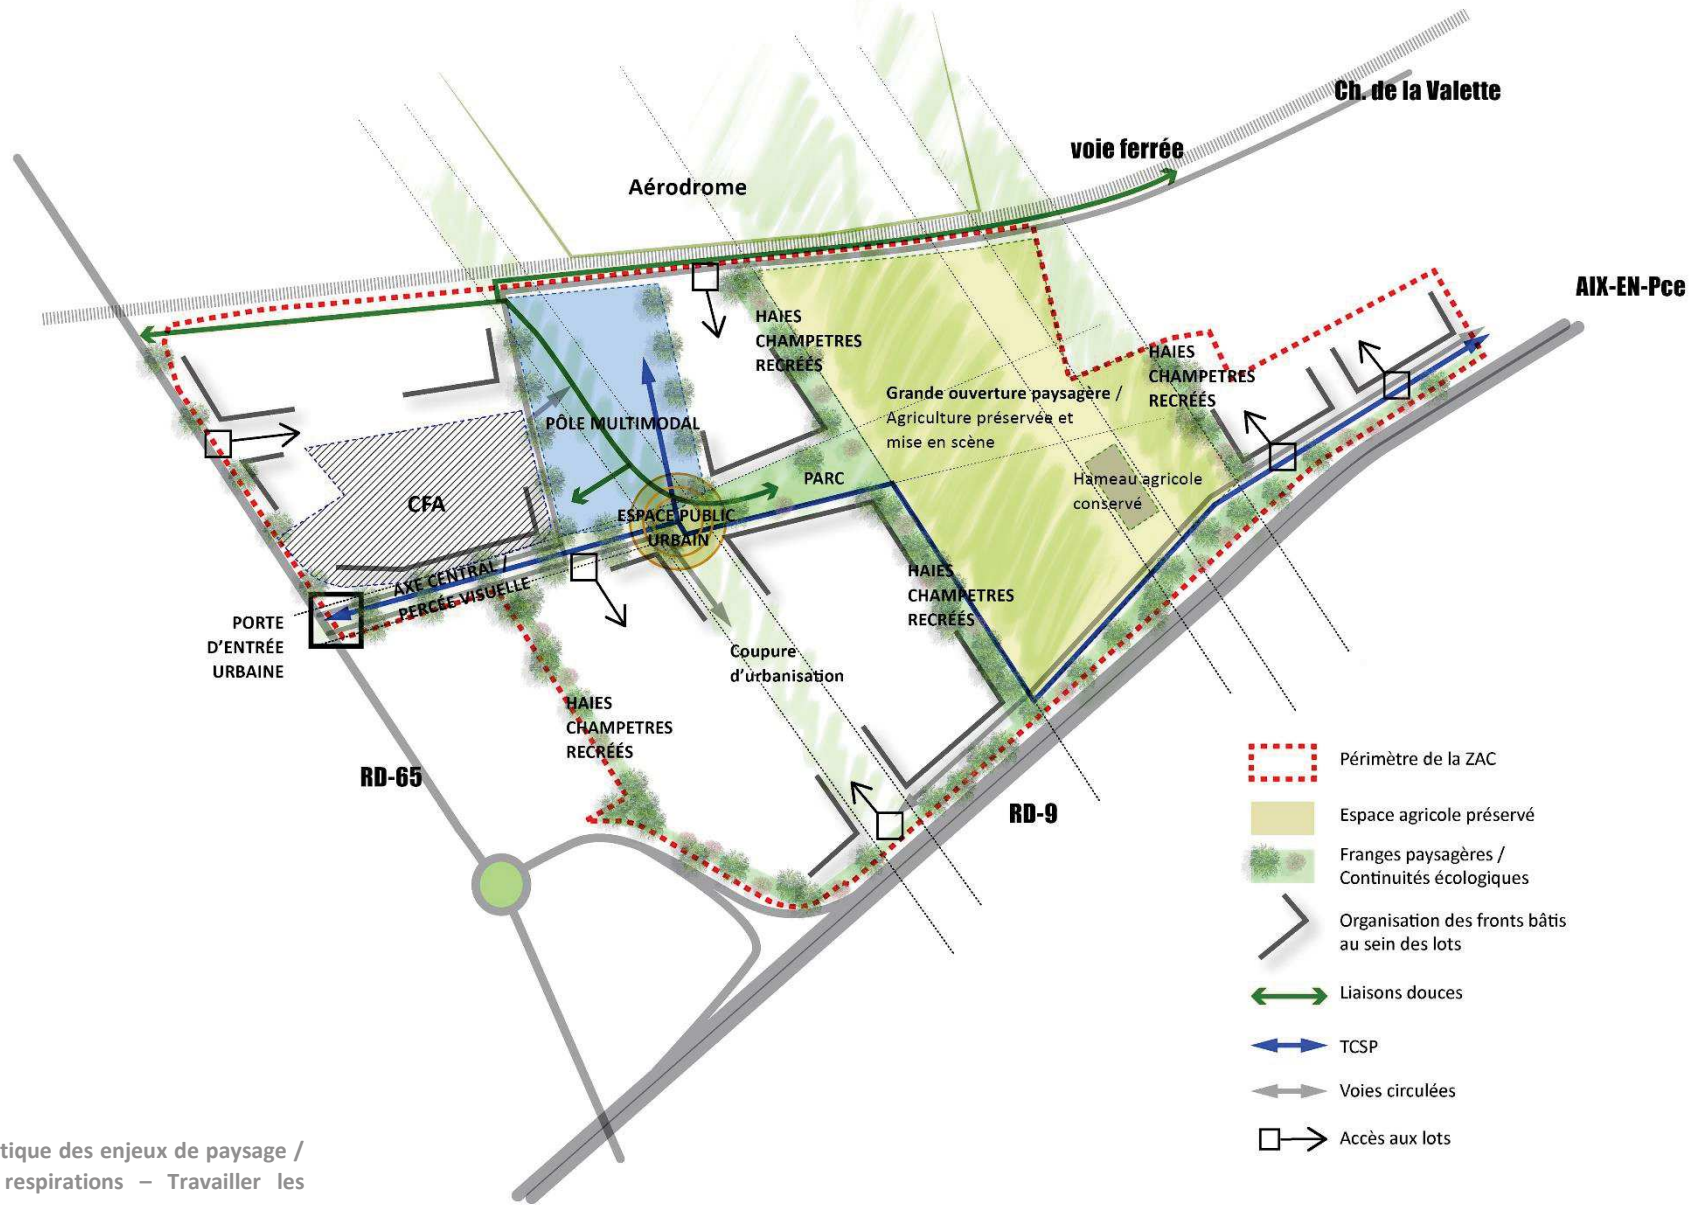 Ch. de la Valette
voie ferrée
Aérodrome
AIX-EN-Pce
HAIES
CHAMPETRES
RECRÉÉS
HAIES
CHAMPETRES
RECRÉÉS
Grande ouverture paysagère /
Agriculture préservée et
mise en scène
PÔLE MULTIMODAL
PARC
Hameau agricole
conservé
CFA
ESPACE PUBLIC
URBAIN
AXE CENTRAL /
PERCÉE VISUELLE
HAIES
CHAMPETRES
RECRÉÉS
PORTE
D'ENTRÉE
URBAINE
Coupure
d'urbanisation
HAIES
CHAMPETRES
RECRÉÉS
RD-65
RD-9
Périmètre de la ZAC
Espace agricole préservé
Franges paysagères /
Continuités écologiques
Organisation des fronts bâtis
au sein des lots
Liaisons douces
TCSP
Voies circulées
Accès aux lots
tique des enjeux de paysage /
respirations – Travailler les